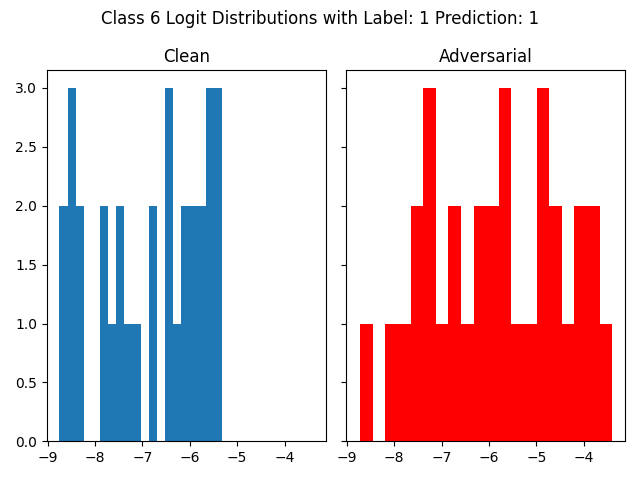 Class 6 Logit Distributions with Label: 1 Prediction: 1
Clean
Adversarial
3.0
2.5
2.0
1.5
1.0
0.5
0.0
−9 −8 −7 −6 −5 −4
−9 −8 −7 −6 −5 −4